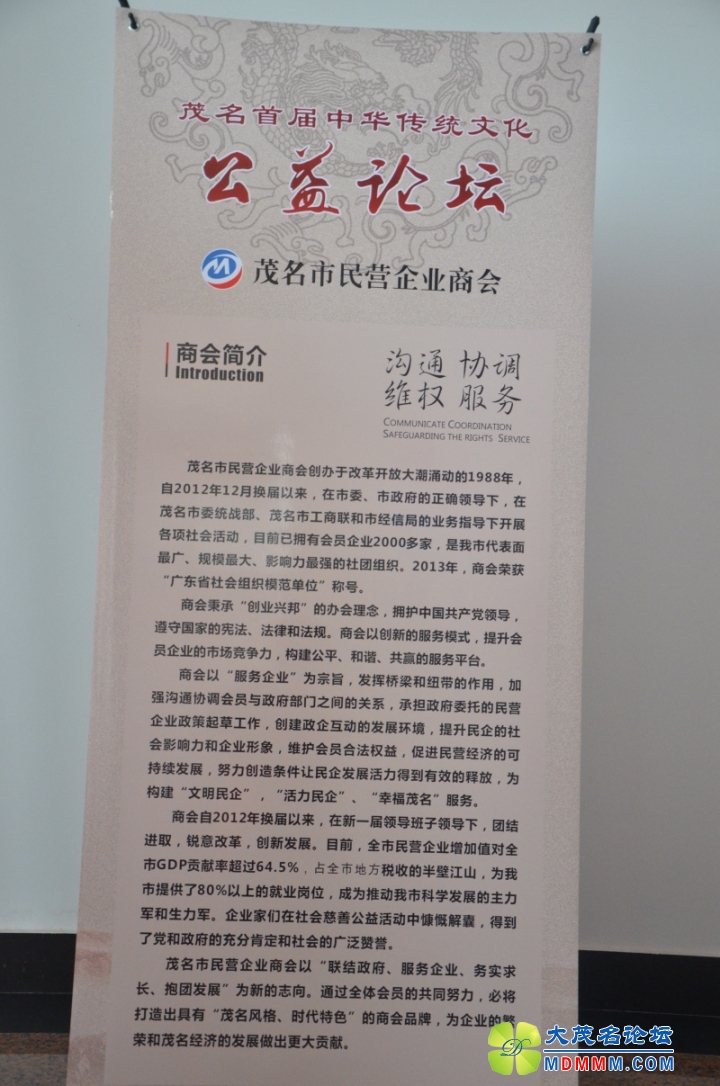 茂名首届中华传统文化
公益论坛
M 茂名市民营企业商会
商会简介
Introduction
沟通 协调
维权 服务
COMMUNICATE COORDINATION
SAFEGUARDING THE RIGHTS SERVICE
茂名市民营企业商会创办于改革开放大潮涌动的1988年，
自2012年12月换届以来，在市委、市政府的正确领导下，在
茂名市委统战部、茂名市工商联和市经信局的业务指导下开展
各项社会活动，目前已拥有会员企业2000多家，是我市代表面
最广、规模最大、影响力最强的社团组织。2013年，商会荣获
“广东省社会组织模范单位”称号。
商会秉承“创业兴邦”的办会理念，拥护中国共产党领导，
遵守国家的宪法、法律和法规。商会以创新的服务模式，提升会
员企业的市场竞争力，构建公平、和谐、共赢的服务平台。
商会以“服务企业”为宗旨，发挥桥梁和纽带的作用，加
强沟通协调会员与政府部门之间的关系，承担政府委托的民营
企业政策起草工作，创建政企互动的发展环境，提升民企的社
会影响力和企业形象，维护会员合法权益，促进民营经济的可
持续发展，努力创造条件让民企发展活力得到有效的释放，为
构建“文明民企”，“活力民企”、“幸福茂名”服务。
商会自2012年换届以来，在新一届领导班子领导下，团结
进取，锐意改革，创新发展。目前，全市民营企业增加值对全
市GDP贡献率超过64.5%，占全市地方税收的半壁江山，为我
市提供了80%以上的就业岗位，成为推动我市科学发展的主力
军和生力军。企业家们在社会慈善公益活动中慷慨解囊，得到
了党和政府的充分肯定和社会的广泛赞誉。
茂名市民营企业商会以“联结政府、服务企业、务实求
长、抱团发展”为新的志向。通过全体会员的共同努力，必将
打造出具有“茂名风格、时代特色”的商会品牌，为企业的繁
荣和茂名经济的发展做出更大贡献。
大茂名论坛
MDMMM.COM